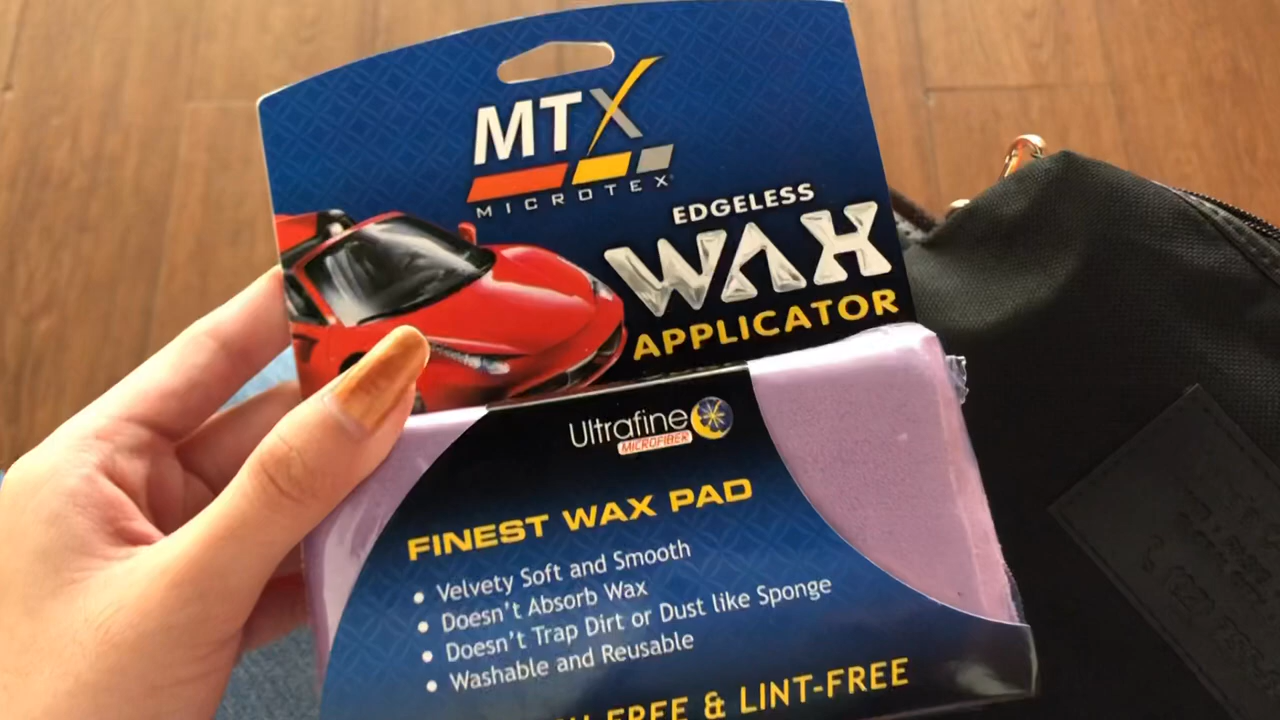 MTX
MICROTEX
EDGELESS
WAX
APPLICATOR
Ultrafine
MICROFIBER
FINEST WAX PAD
• Velvety Soft and Smooth
• Doesn't Absorb Wax
• Doesn't Trap Dirt or Dust like Sponge
• Washable and Reusable
FREE & LINT-FREE